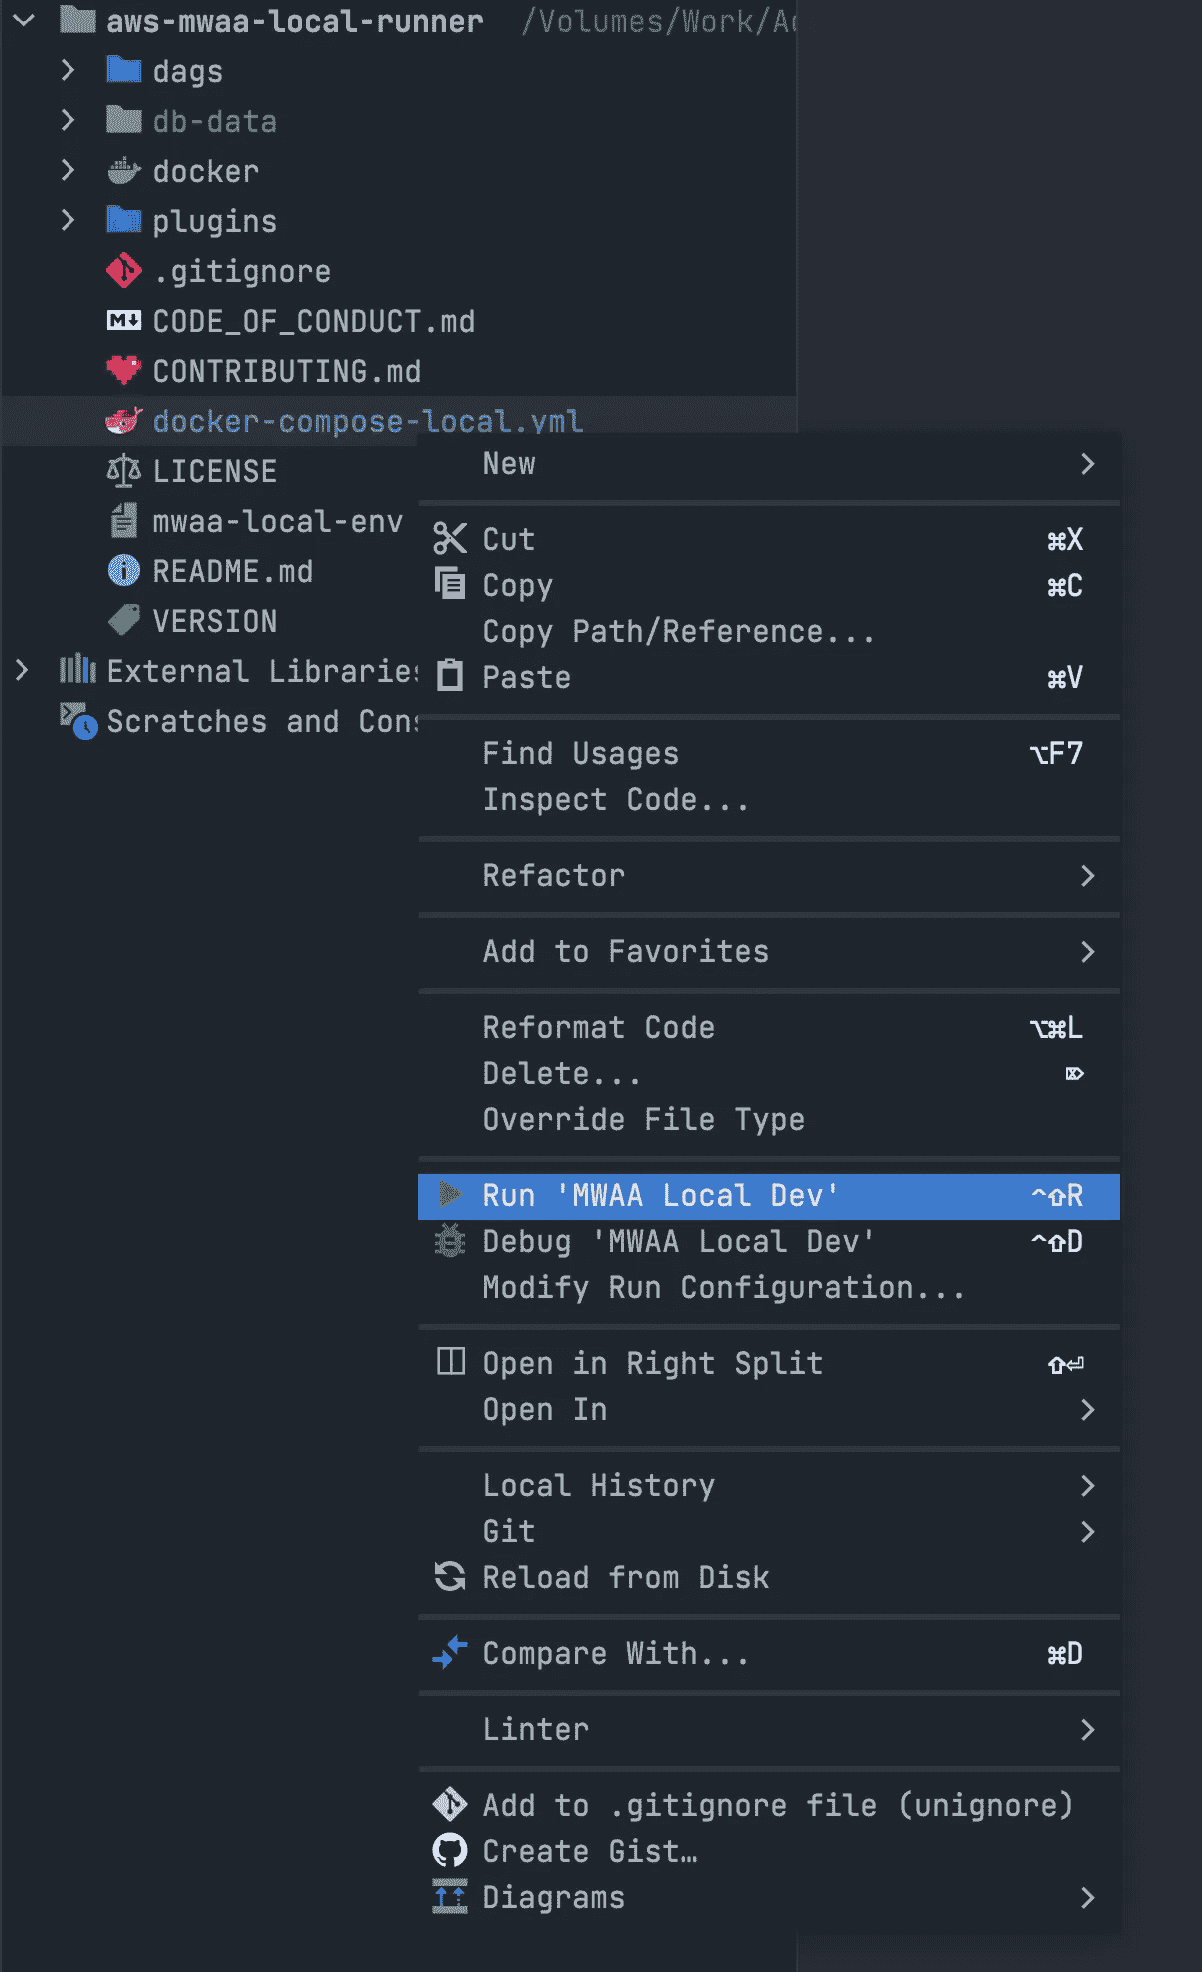 aws-mwaa-local-runner /Volumes/Work/A
dags
db-data
docker
plugins
.gitignore
M↓ CODE_OF_CONDUCT.md
CONTRIBUTING.md
docker-compose-local.yml
LICENSE
mwaa-local-env
README.md
VERSION
External Libraries
Scratches and Cons
New
Cut ⌘X
Copy ⌘C
Copy Path/Reference...
Paste ⌘V
Find Usages ⌥F7
Inspect Code...
Refactor
Add to Favorites
Reformat Code ⌥⌘L
Delete... ⌦
Override File Type
Run 'MWAA Local Dev' ^⇧R
Debug 'MWAA Local Dev' ^⇧D
Modify Run Configuration...
Open in Right Split ⇧⏎
Open In
Local History
Git
Reload from Disk
Compare With... ⌘D
Linter
Add to .gitignore file (unignore)
Create Gist…
Diagrams